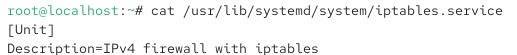 root@localhost:~# cat /usr/lib/systemd/system/iptables.service
[Unit]
Description=IPv4 firewall with iptables